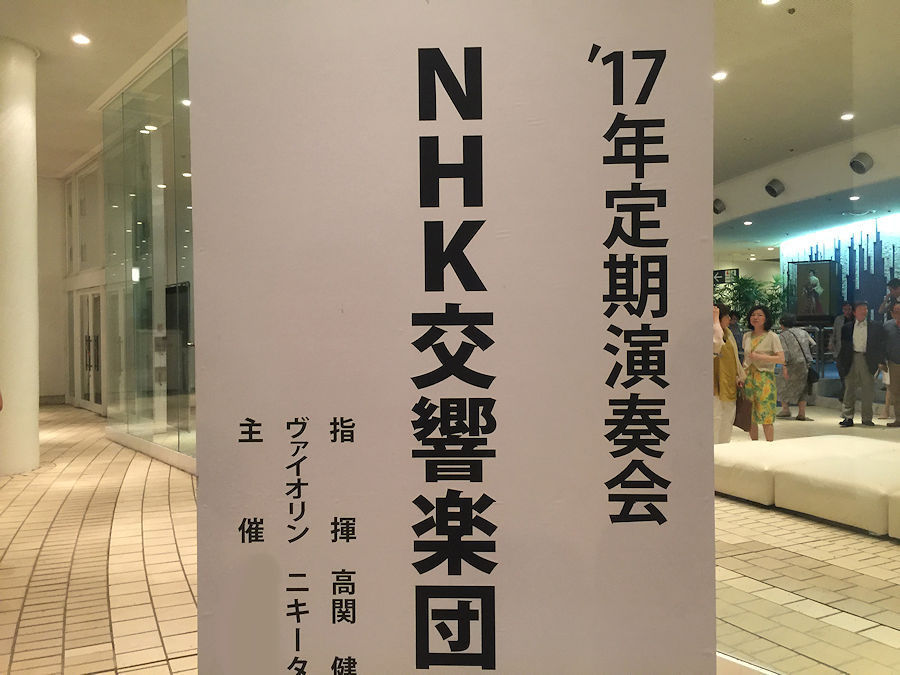 '17年定期演奏会
NHK交響楽団
指揮 高関 健
ヴァイオリン ニキータ
主催